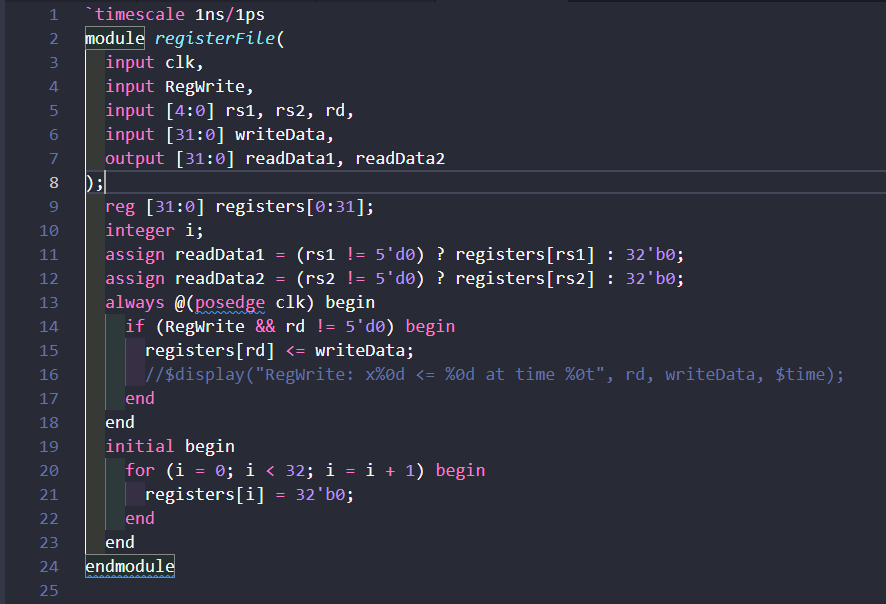 1 `timescale 1ns/1ps
2 module registerFile(
3 input clk,
4 input RegWrite,
5 input [4:0] rs1, rs2, rd,
6 input [31:0] writeData,
7 output [31:0] readData1, readData2
8 );
9 reg [31:0] registers[0:31];
10 integer i;
11 assign readData1 = (rs1 != 5'd0) ? registers[rs1] : 32'b0;
12 assign readData2 = (rs2 != 5'd0) ? registers[rs2] : 32'b0;
13 always @(posedge clk) begin
14 if (RegWrite && rd != 5'd0) begin
15 registers[rd] <= writeData;
16 //$display("RegWrite: x%0d <= %0d at time %0t", rd, writeData, $time);
17 end
18 end
19 initial begin
20 for (i = 0; i < 32; i = i + 1) begin
21 registers[i] = 32'b0;
22 end
23 end
24 endmodule
25